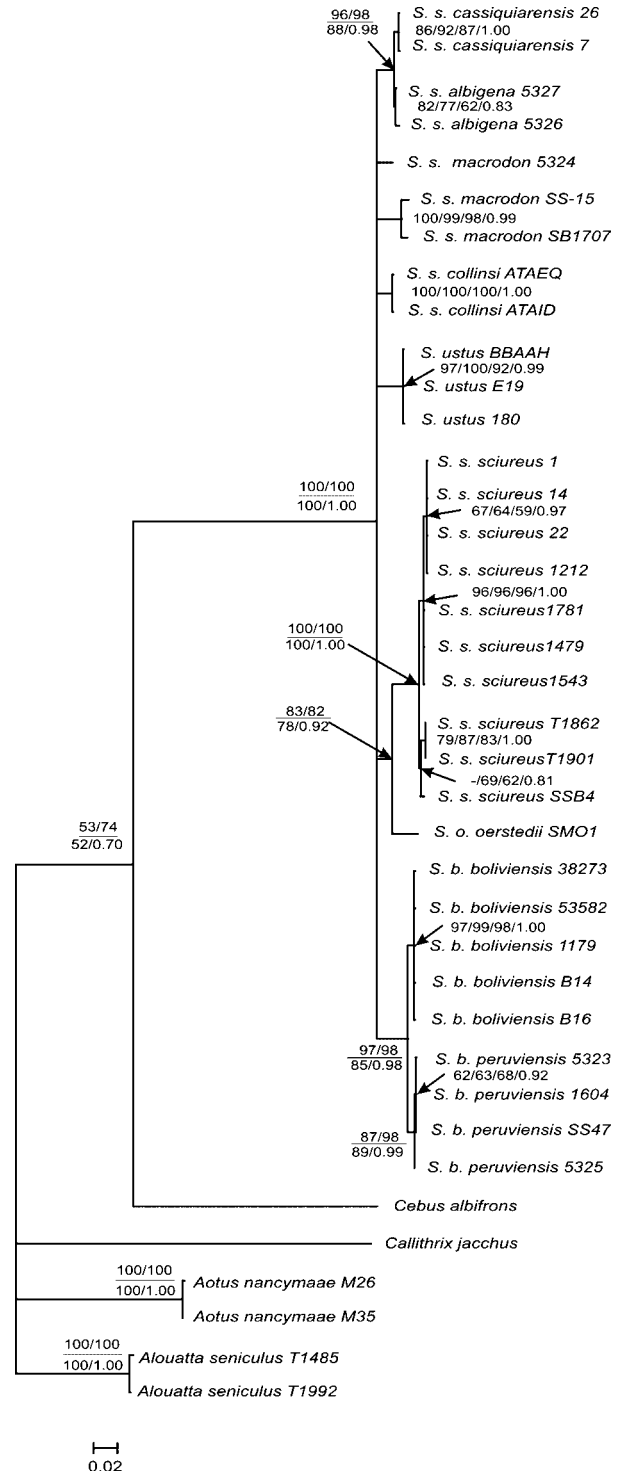 96/98
88/0.98
S. s. cassiquiarensis 26
86/92/87/1.00
S. s. cassiquiarensis 7
S. s. albigena 5327
82/77/62/0.83
S. s. albigena 5326
S. s. macrodon 5324
S. s. macrodon SS-15
100/99/98/0.99
S. s. macrodon SB1707
S. s. collinsi ATAEQ
100/100/100/1.00
S. s. collinsi ATAID
S. ustus BBAAH
97/100/92/0.99
S. ustus E19
S. ustus 180
S. s. sciureus 1
100/100
100/1.00
S. s. sciureus 14
67/64/59/0.97
S. s. sciureus 22
S. s. sciureus 1212
96/96/96/1.00
S. s. sciureus1781
100/100
100/1.00
S. s. sciureus1479
S. s. sciureus1543
83/82
78/0.92
S. s. sciureus T1862
79/87/83/1.00
S. s. sciureusT1901
-/69/62/0.81
S. s. sciureus SSB4
53/74
52/0.70
S. o. oerstedii SMO1
S. b. boliviensis 38273
S. b. boliviensis 53582
97/99/98/1.00
S. b. boliviensis 1179
S. b. boliviensis B14
S. b. boliviensis B16
97/98
85/0.98
S. b. peruviensis 5323
62/63/68/0.92
S. b. peruviensis 1604
87/98
89/0.99
S. b. peruviensis SS47
S. b. peruviensis 5325
Cebus albifrons
Callithrix jacchus
100/100
100/1.00
Aotus nancymaae M26
Aotus nancymaae M35
100/100
100/1.00
Alouatta seniculus T1485
Alouatta seniculus T1992
0.02